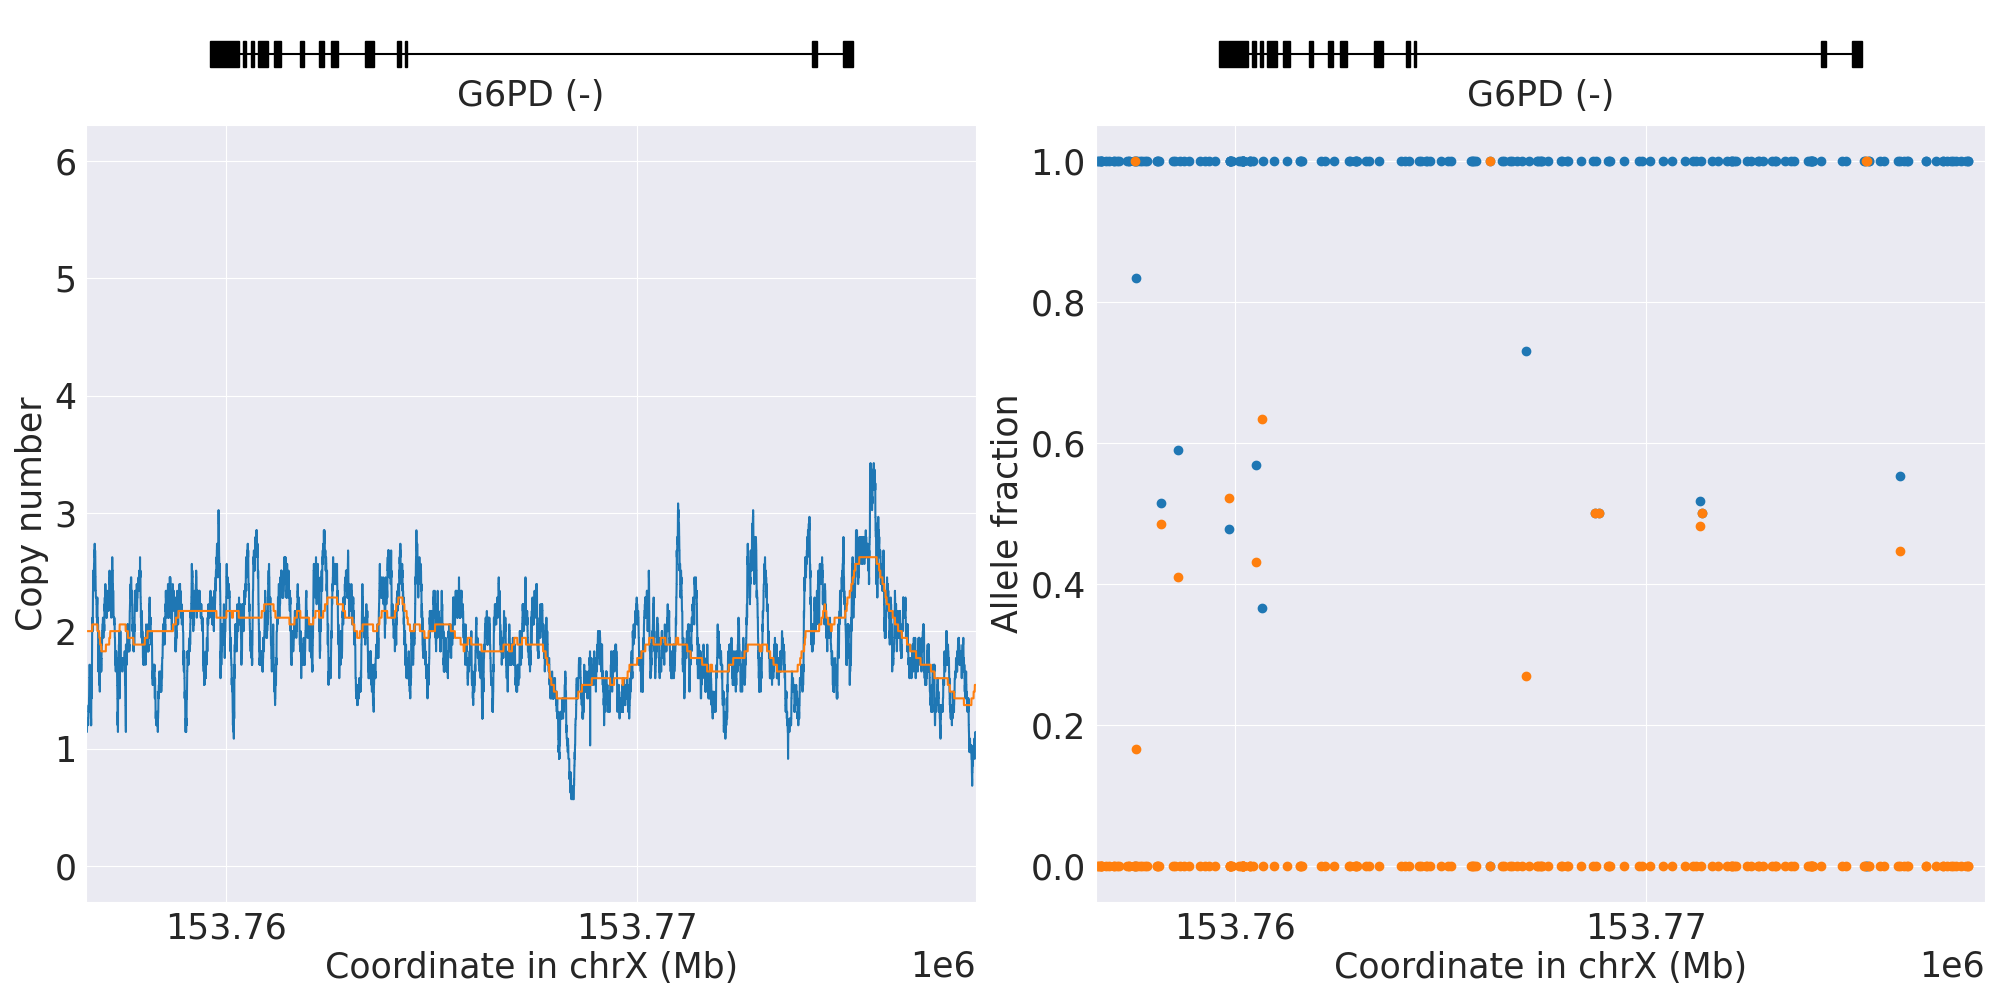 G6PD (-)
G6PD (-)
Copy number
6
5
4
3
2
1
0
153.76
153.77
Coordinate in chrX (Mb)
1e6
Allele fraction
1.0
0.8
0.6
0.4
0.2
0.0
153.76
153.77
Coordinate in chrX (Mb)
1e6